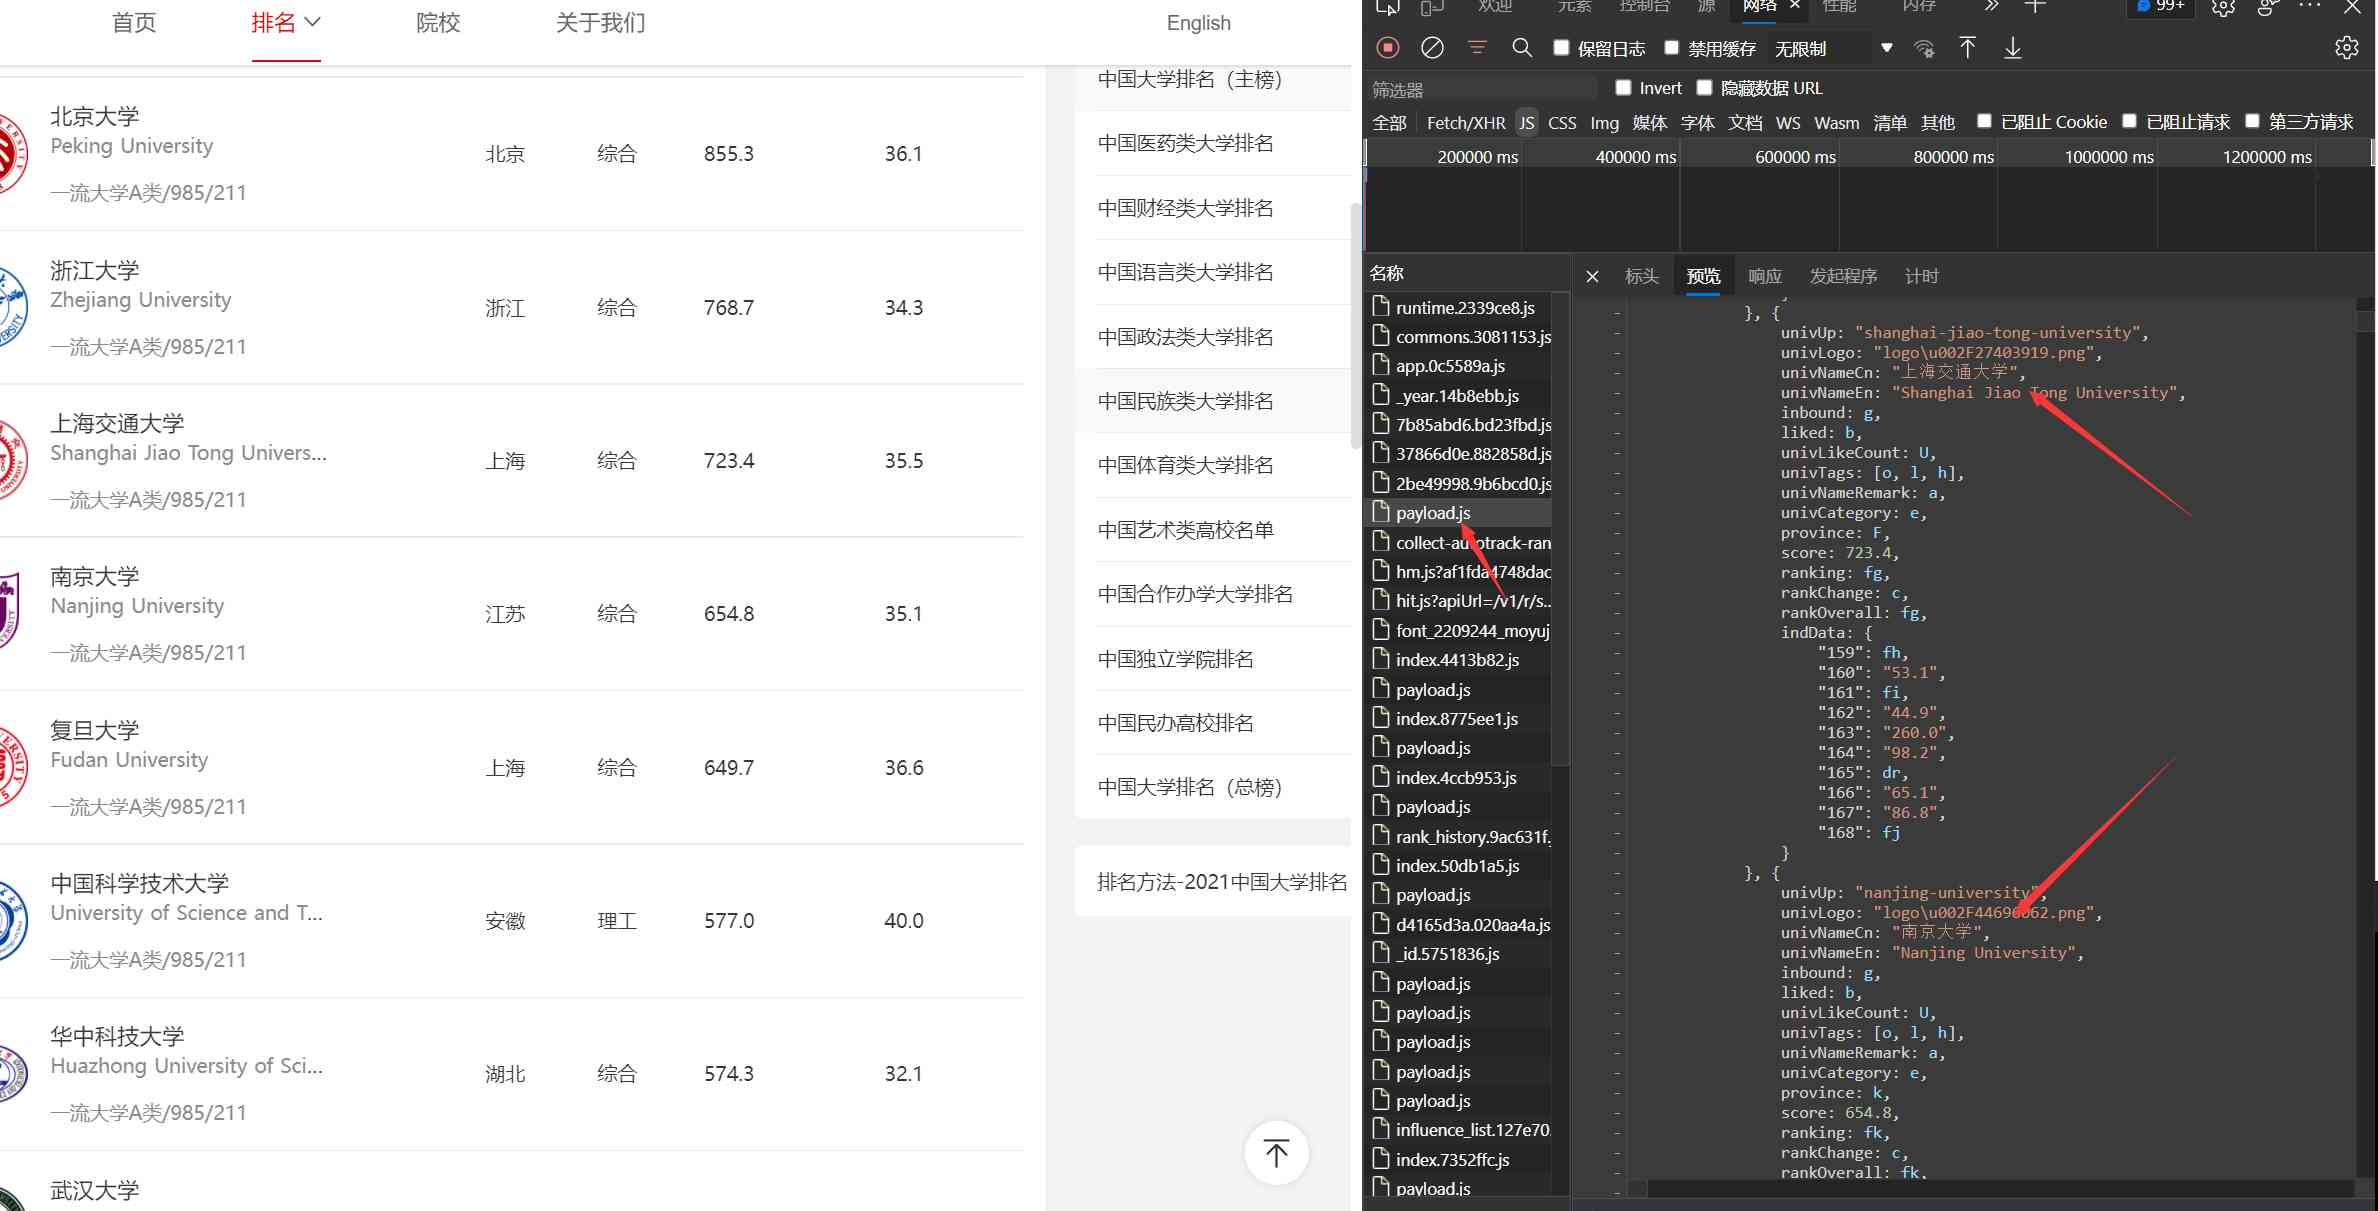 首页
排名
院校
关于我们
English
北京大学
Peking University
一流大学A类/985/211
北京
综合
855.3
36.1
浙江大学
Zhejiang University
一流大学A类/985/211
浙江
综合
768.7
34.3
上海交通大学
Shanghai Jiao Tong Univers...
一流大学A类/985/211
上海
综合
723.4
35.5
南京大学
Nanjing University
一流大学A类/985/211
江苏
综合
654.8
35.1
复旦大学
Fudan University
一流大学A类/985/211
上海
综合
649.7
36.6
中国科学技术大学
University of Science and T...
一流大学A类/985/211
安徽
理工
577.0
40.0
华中科技大学
Huazhong University of Sci...
一流大学A类/985/211
湖北
综合
574.3
32.1
武汉大学
中国大学排名（主榜）
中国医药类大学排名
中国财经类大学排名
中国语言类大学排名
中国政法类大学排名
中国民族类大学排名
中国体育类大学排名
中国艺术类高校名单
中国合作办学大学排名
中国独立学院排名
中国民办高校排名
中国大学排名（总榜）
排名方法-2021中国大学排名
欢迎
元素
控制台
源
网络
性能
内存
99+
保留日志
禁用缓存
无限制
筛选器
Invert
隐藏数据 URL
全部
Fetch/XHR
JS
CSS
Img
媒体
字体
文档
WS
Wasm
清单
其他
已阻止 Cookie
已阻止请求
第三方请求
200000 ms
400000 ms
600000 ms
800000 ms
1000000 ms
1200000 ms
名称
runtime.2339ce8.js
commons.3081153.js
app.0c5589a.js
_year.14b8ebb.js
7b85abd6.bd23fbd.js
37866d0e.882858d.js
2be49998.9b6bcd0.js
payload.js
collect-autotrack-ran
hm.js?af1fda4748dac
hit.js?apiUrl=/v1/r/s..
font_2209244_moyuj
index.4413b82.js
payload.js
index.8775ee1.js
payload.js
index.4ccb953.js
payload.js
rank_history.9ac631f.
index.50db1a5.js
payload.js
d4165d3a.020aa4a.js
_id.5751836.js
payload.js
payload.js
payload.js
payload.js
payload.js
influence_list.127e70.
index.7352ffc.js
payload.js
标头
预览
响应
发起程序
计时
}, {
univUp: "shanghai-jiao-tong-university",
univLogo: "logo\u002F27403919.png",
univNameCn: "上海交通大学",
univNameEn: "Shanghai Jiao Tong University",
inbound: g,
liked: b,
univLikeCount: U,
univTags: [o, l, h],
univNameRemark: a,
univCategory: e,
province: F,
score: 723.4,
ranking: fg,
rankChange: c,
rankOverall: fg,
indData: {
"159": fh,
"160": "53.1",
"161": fi,
"162": "44.9",
"163": "260.0",
"164": "98.2",
"165": dr,
"166": "65.1",
"167": "86.8",
"168": fj
}
}, {
univUp: "nanjing-university",
univLogo: "logo\u002F44696062.png",
univNameCn: "南京大学",
univNameEn: "Nanjing University",
inbound: g,
liked: b,
univLikeCount: U,
univTags: [o, l, h],
univNameRemark: a,
univCategory: e,
province: k,
score: 654.8,
ranking: fk,
rankChange: c,
rankOverall: fk,